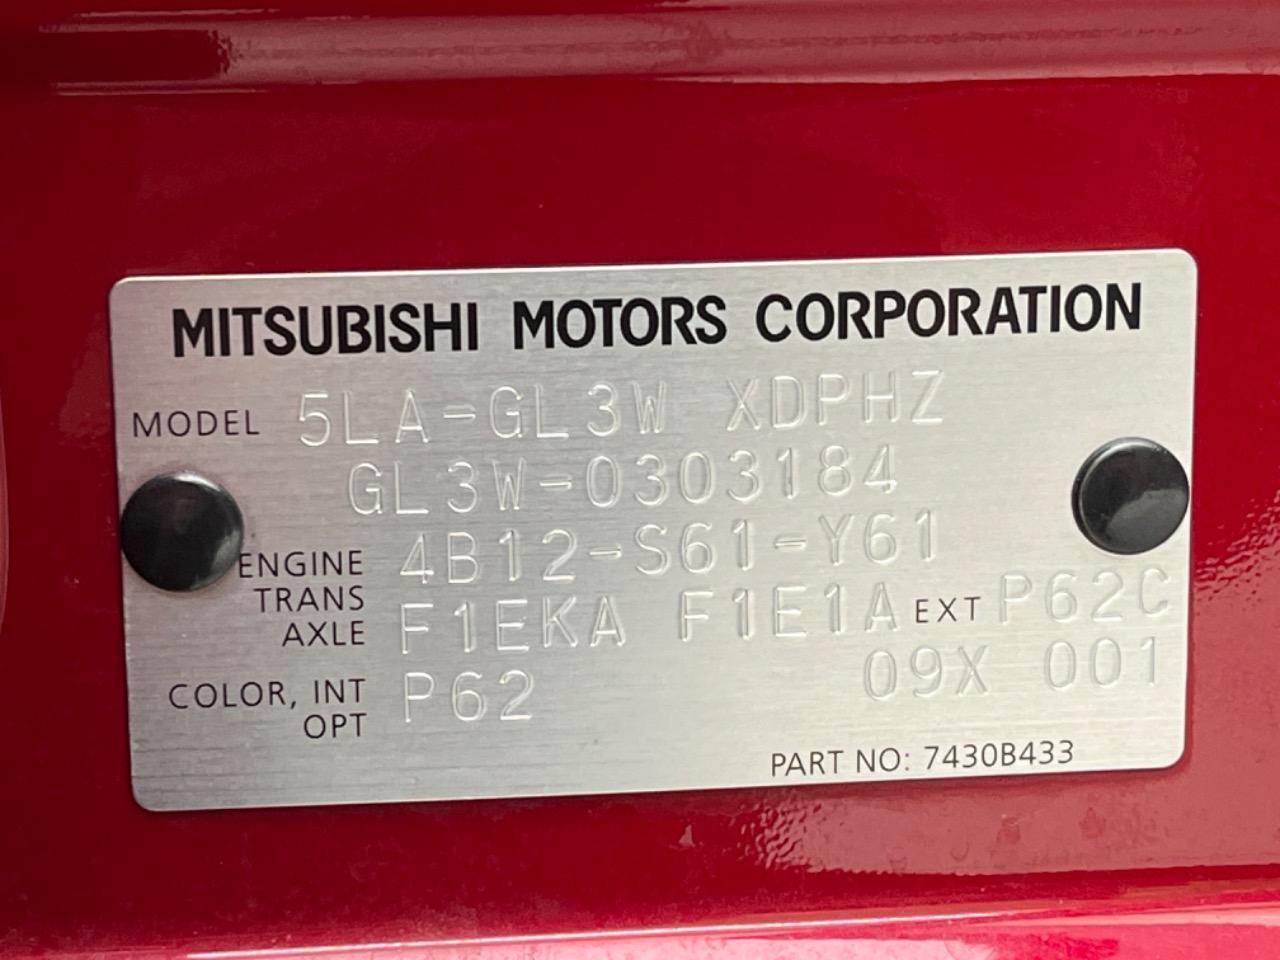 MITSUBISHI MOTORS CORPORATION
MODEL 5LA-GL3W XDPHZ
GL3W-0303184
ENGINE 4B12-S61-Y61
TRANS AXLE F1EKA F1E1A EXT P62C
COLOR, INT OPT P62 09X 001
PART NO: 7430B433